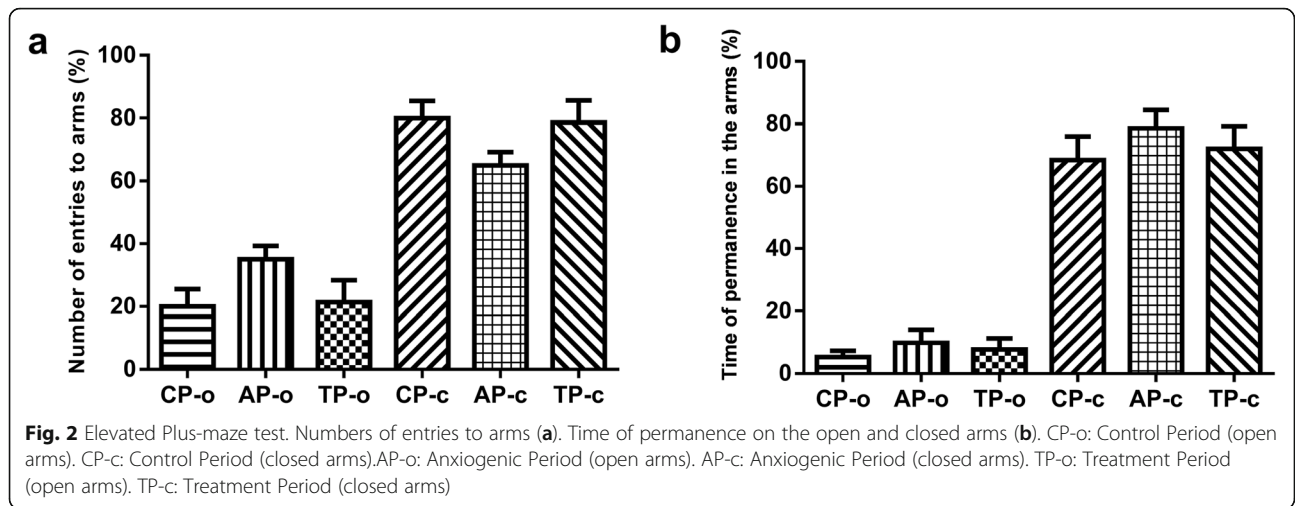 a
Number of entries to arms (%)
100
80
60
40
20
0
CP-o AP-o TP-o CP-c AP-c TP-c
b
Time of permanence in the arms (%)
100
80
60
40
20
0
CP-o AP-o TP-o CP-c AP-c TP-c
Fig. 2 Elevated Plus-maze test. Numbers of entries to arms (a). Time of permanence on the open and closed arms (b). CP-o: Control Period (open
arms). CP-c: Control Period (closed arms).AP-o: Anxiogenic Period (open arms). AP-c: Anxiogenic Period (closed arms). TP-o: Treatment Period
(open arms). TP-c: Treatment Period (closed arms)